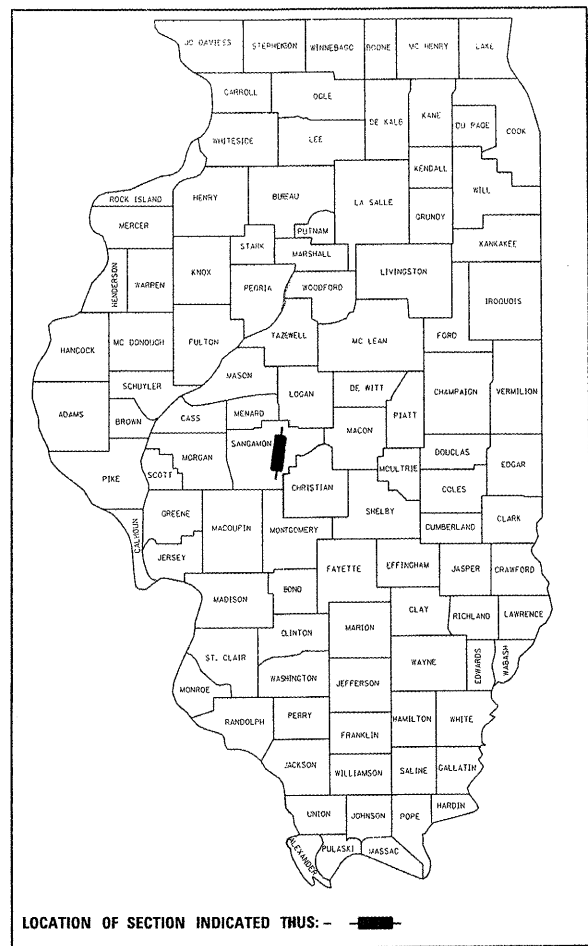 JO DAVIESS STEPHENSON WINNEBAGO BOONE MC HENRY LAKE
CARROLL OGLE DE KALB KANE DU PAGE COOK
WHITESIDE LEE
KENDALL
ROCK ISLAND HENRY BUREAU LA SALLE GRUNDY WILL
MERCER PUTNAM
STARK MARSHALL KANKAKEE
HENDERSON WARREN KNOX PEORIA WOODFORD LIVINGSTON IROQUOIS
HANCOCK MC DONOUGH FULTON TAZEWELL MC LEAN FORD
MASON
SCHUYLER LOGAN DE WITT CHAMPAIGN VERMILION
ADAMS BROWN CASS MENARD MACON PIATT
SANGAMON
MORGAN DOUGLAS EDGAR
PIKE SCOTT CHRISTIAN MOULTRIE
COLES
GREENE MACOUPIN MONTGOMERY SHELBY
CALHOUN CUMBERLAND CLARK
JERSEY FAYETTE EFFINGHAM JASPER CRAWFORD
MADISON BOND
CLAY RICHLAND LAWRENCE
CLINTON MARION
ST. CLAIR WAYNE EDWARDS WABASH
WASHINGTON JEFFERSON
MONROE
RANDOLPH PERRY HAMILTON WHITE
FRANKLIN
JACKSON WILLIAMSON SALINE GALLATIN
UNION JOHNSON POPE HARDIN
ALEXANDER PULASKI MASSAC
LOCATION OF SECTION INDICATED THUS: -